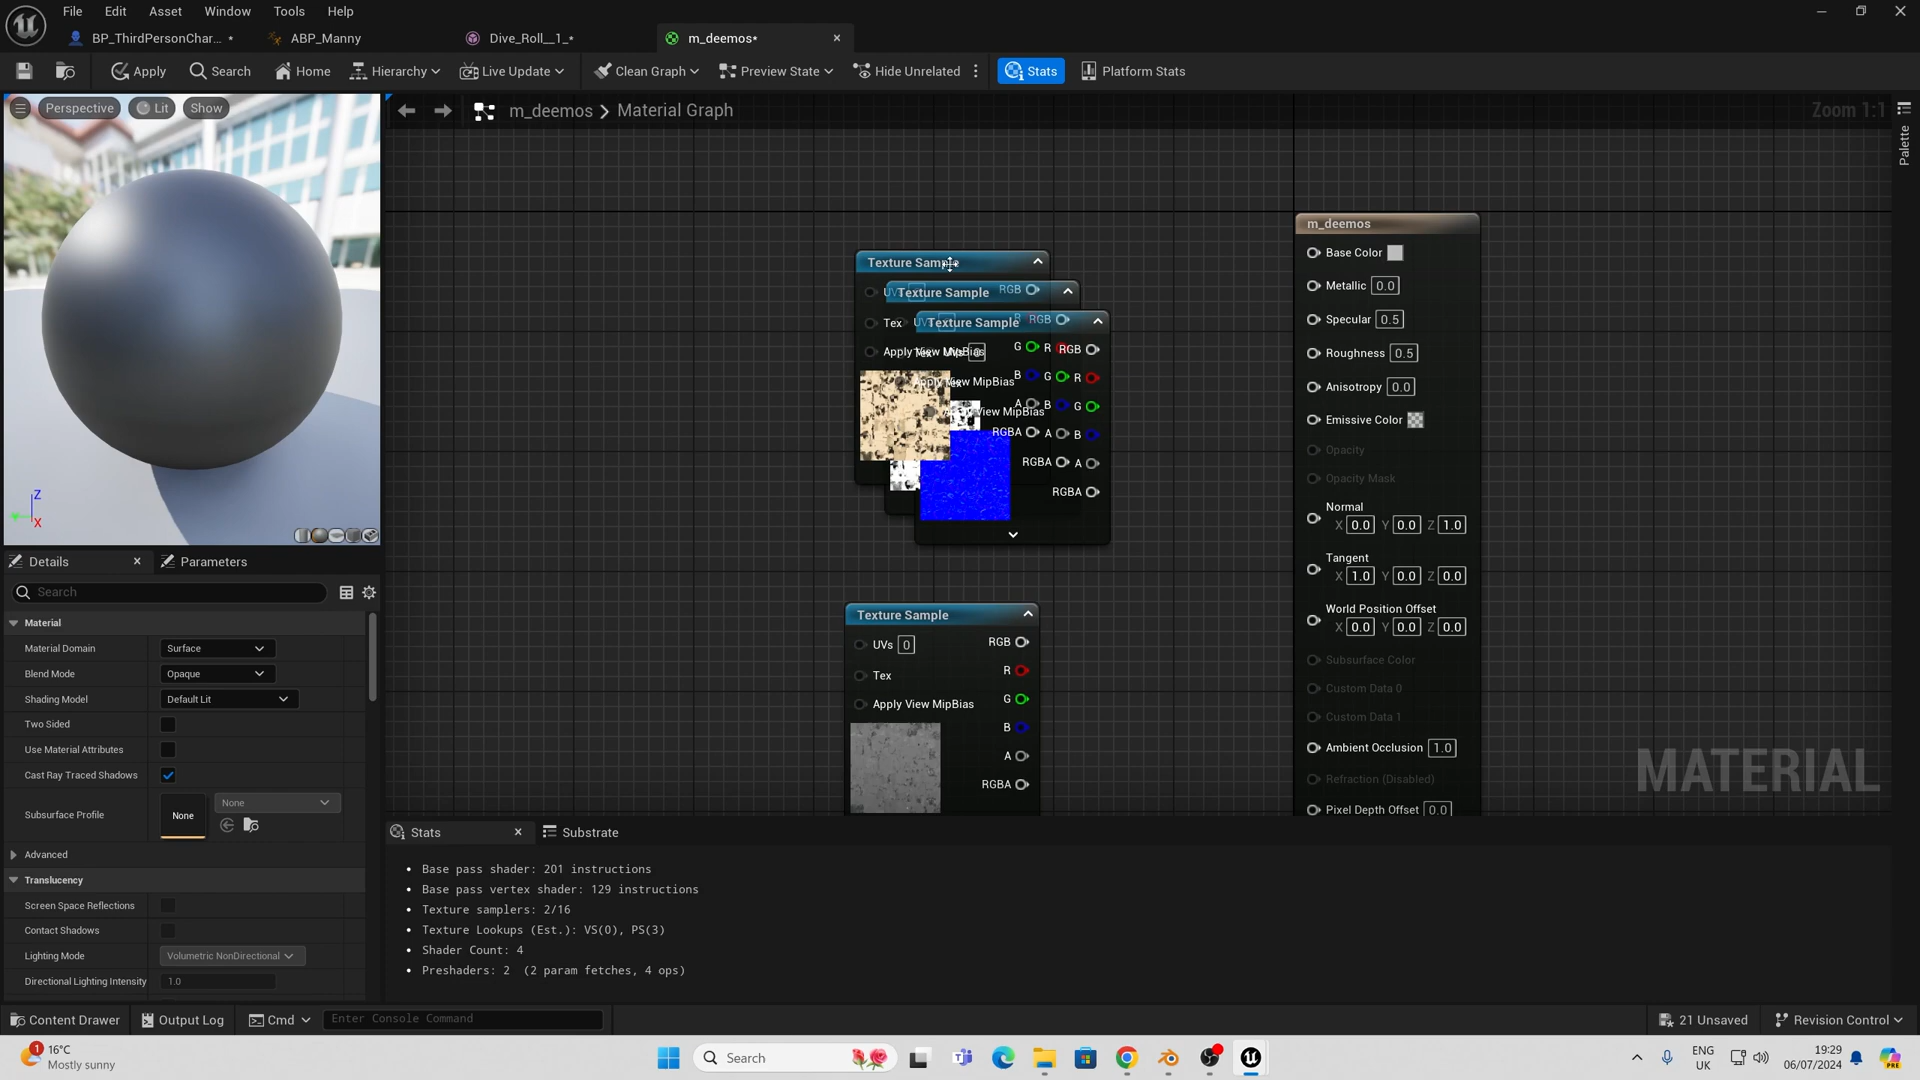 File Edit Asset Window Tools Help
BP_ThirdPersonChar... * ABP_Manny Dive_Roll__1_* m_deemos*
Apply Search Home Hierarchy Live Update Clean Graph Preview State Hide Unrelated Stats Platform Stats
Perspective Lit Show
m_deemos > Material Graph
Zoom 1:1
Palette
Z
X
Texture Sample
RGB
Texture Sample
Tex
RGB
Texture Sample
Apply View MipBias
G R RGB
Apply View MipBias
B G R
Apply View MipBias
A B G
RGBA A B
RGBA A
RGBA
Texture Sample
UVs 0 RGB
R
Tex
G
Apply View MipBias
B
A
RGBA
m_deemos
Base Color
Metallic 0.0
Specular 0.5
Roughness 0.5
Anisotropy 0.0
Emissive Color
Opacity
Opacity Mask
Normal
X 0.0 Y 0.0 Z 1.0
Tangent
X 1.0 Y 0.0 Z 0.0
World Position Offset
X 0.0 Y 0.0 Z 0.0
Subsurface Color
Custom Data 0
Custom Data 1
Ambient Occlusion 1.0
Refraction (Disabled)
Pixel Depth Offset 0.0
MATERIAL
Details Parameters
Search
Material
Material Domain Surface
Blend Mode Opaque
Shading Model Default Lit
Two Sided
Use Material Attributes
Cast Ray Traced Shadows
Subsurface Profile None None
Advanced
Translucency
Screen Space Reflections
Contact Shadows
Lighting Mode Volumetric NonDirectional
Directional Lighting Intensity 1.0
Stats Substrate
• Base pass shader: 201 instructions
• Base pass vertex shader: 129 instructions
• Texture samplers: 2/16
• Texture Lookups (Est.): VS(0), PS(3)
• Shader Count: 4
• Preshaders: 2 (2 param fetches, 4 ops)
Content Drawer Output Log Cmd Enter Console Command 21 Unsaved Revision Control
1
16°C
Mostly sunny
Search
ENG
UK
19:29
06/07/2024
PRE